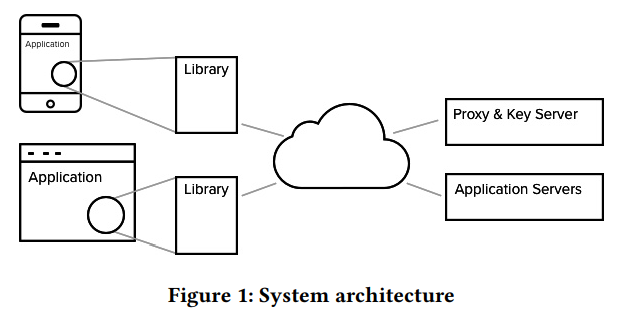 Application
Library
Proxy & Key Server
Application
Library
Application Servers
Figure 1: System architecture